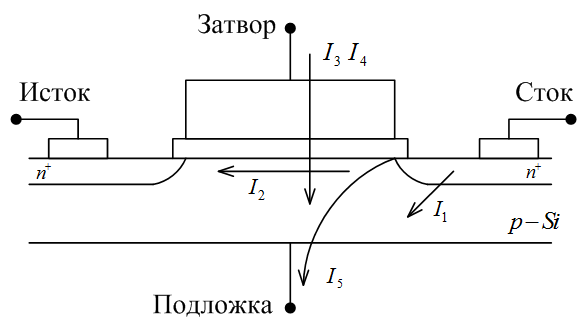 Затвор
I3 I4
Исток
Сток
n+
n+
I2
I1
p–Si
I5
Подложка